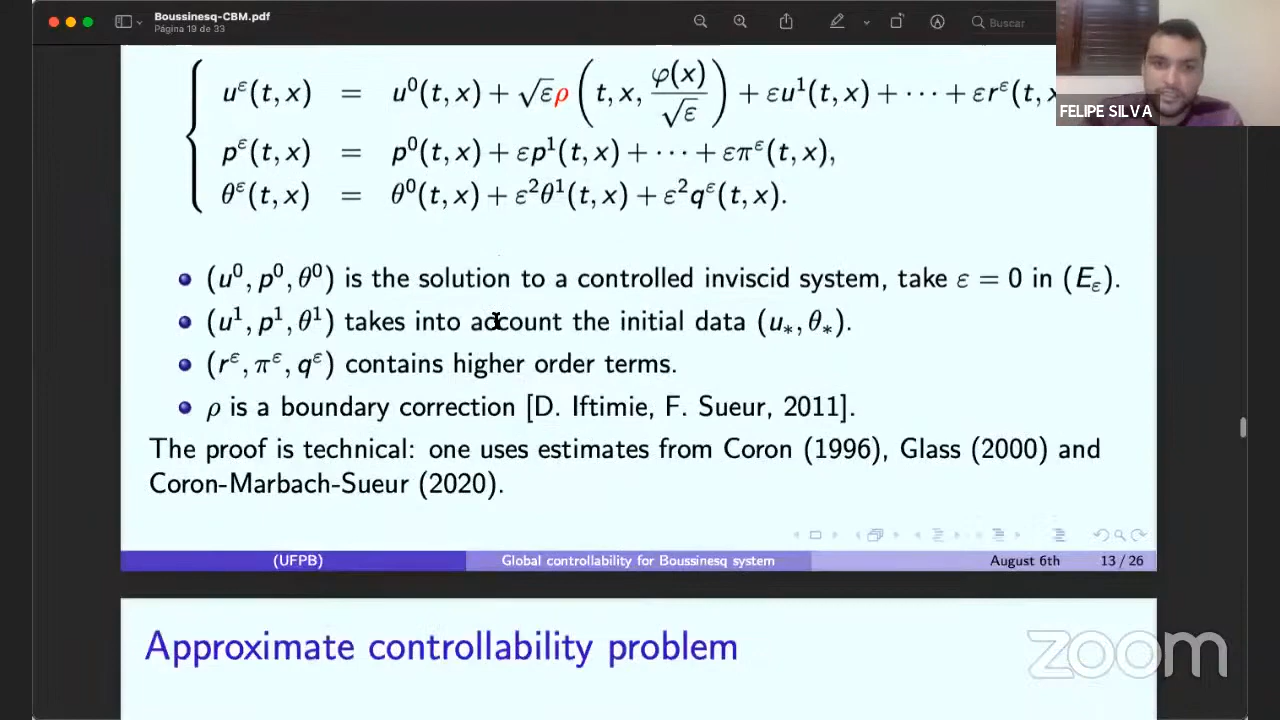 Boussinesq-CBM.pdf
Página 19 de 33
Buscar
FELIPE SILVA
u^ε(t, x) = u^0(t, x) + √ε ρ (t, x, φ(x)/√ε) + εu^1(t, x) + ⋯ + εr^ε(t, x
p^ε(t, x) = p^0(t, x) + εp^1(t, x) + ⋯ + επ^ε(t, x),
θ^ε(t, x) = θ^0(t, x) + ε^2θ^1(t, x) + ε^2q^ε(t, x).
(u^0, p^0, θ^0) is the solution to a controlled inviscid system, take ε = 0 in (E_ε).
(u^1, p^1, θ^1) takes into account the initial data (u_*, θ_*).
(r^ε, π^ε, q^ε) contains higher order terms.
ρ is a boundary correction [D. Iftimie, F. Sueur, 2011].
The proof is technical: one uses estimates from Coron (1996), Glass (2000) and
Coron-Marbach-Sueur (2020).
(UFPB) Global controllability for Boussinesq system August 6th 13 / 26
Approximate controllability problem
zoom